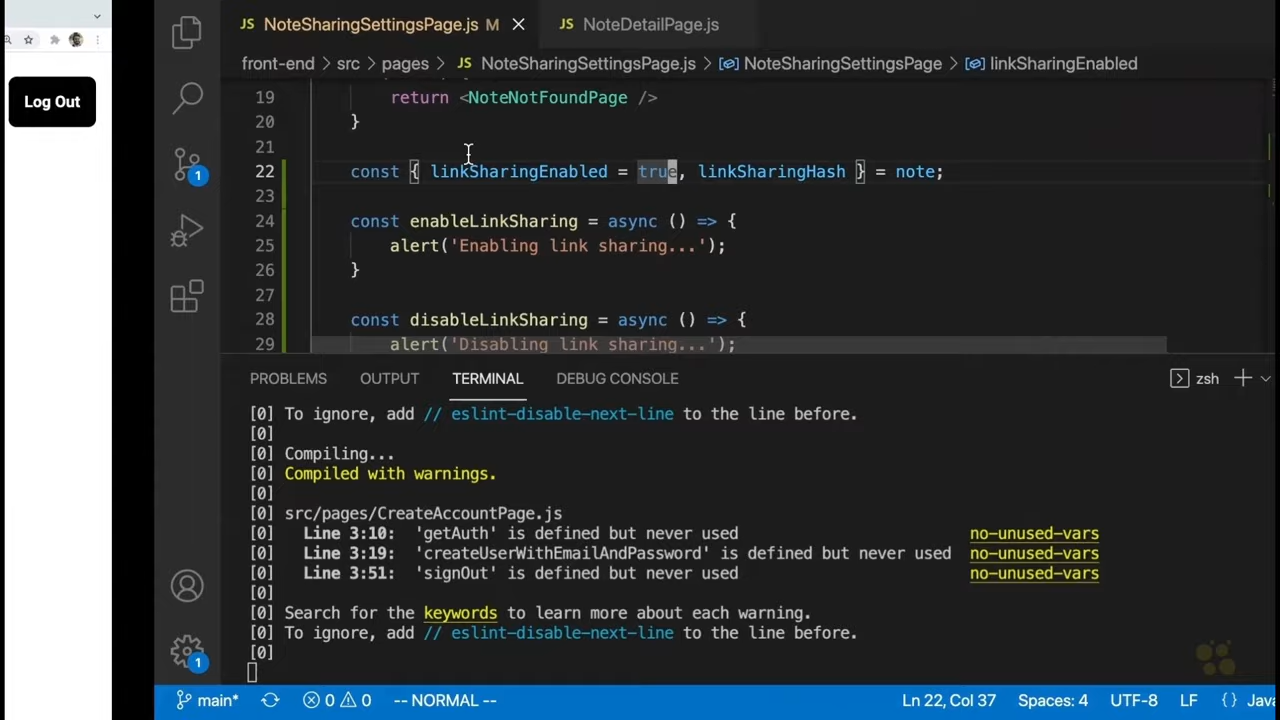 Log Out
JS NoteSharingSettingsPage.js M
JS NoteDetailPage.js
front-end > src > pages > JS NoteSharingSettingsPage.js > NoteSharingSettingsPage > linkSharingEnabled
19 return <NoteNotFoundPage />
20 }
21
22 const { linkSharingEnabled = true, linkSharingHash } = note;
23
24 const enableLinkSharing = async () => {
25 alert('Enabling link sharing...');
26 }
27
28 const disableLinkSharing = async () => {
29 alert('Disabling link sharing...');
1
PROBLEMS OUTPUT TERMINAL DEBUG CONSOLE zsh
[0] To ignore, add // eslint-disable-next-line to the line before.
[0]
[0] Compiling...
[0] Compiled with warnings.
[0]
[0] src/pages/CreateAccountPage.js
[0] Line 3:10: 'getAuth' is defined but never used no-unused-vars
[0] Line 3:19: 'createUserWithEmailAndPassword' is defined but never used no-unused-vars
[0] Line 3:51: 'signOut' is defined but never used no-unused-vars
[0]
[0] Search for the keywords to learn more about each warning.
[0] To ignore, add // eslint-disable-next-line to the line before.
[0]
1
main* 0 0 -- NORMAL -- Ln 22, Col 37 Spaces: 4 UTF-8 LF {} Java